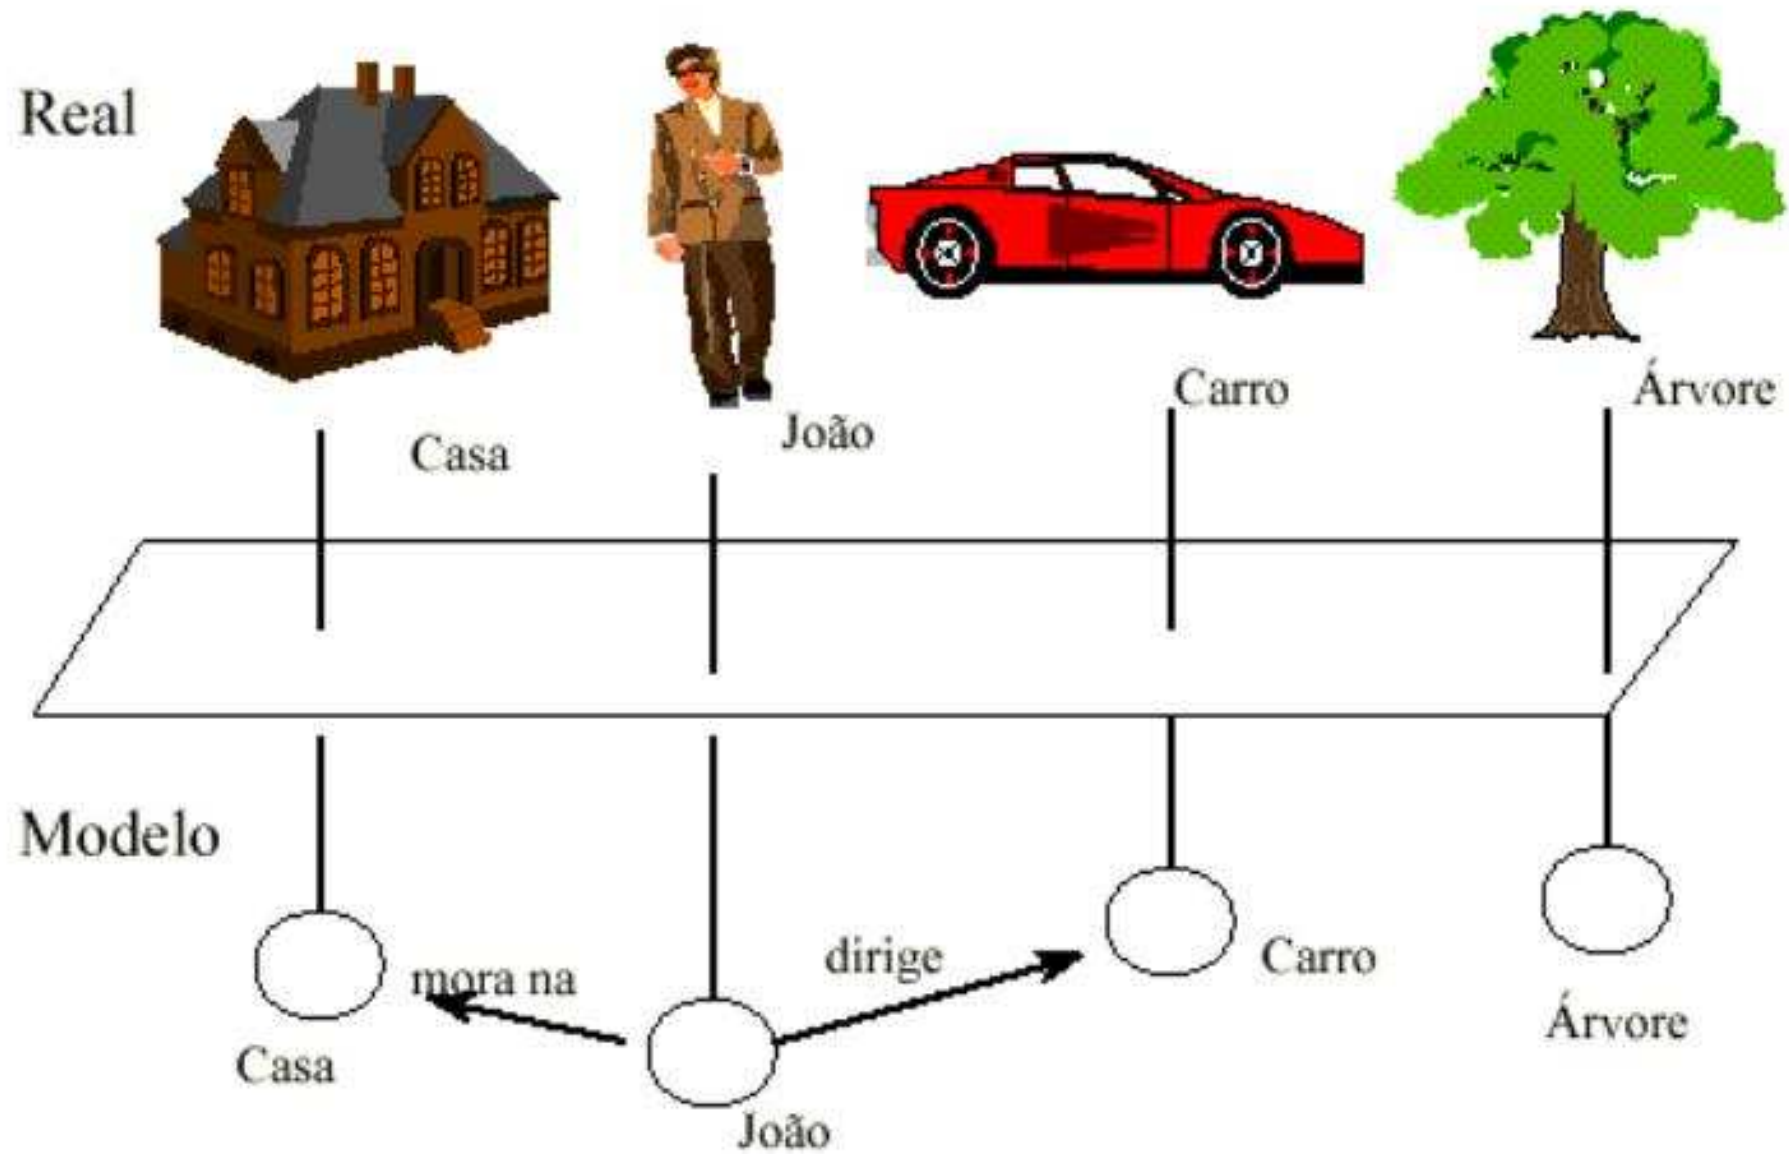 Real
Casa
João
Carro
Árvore
Modelo
mora na
dirige
Casa
João
Carro
Árvore